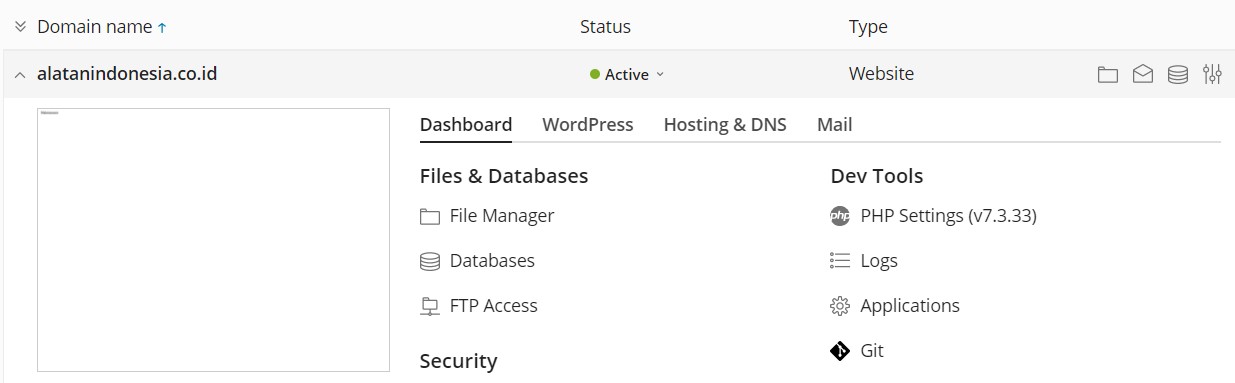 Domain name ↑ Status Type
alatanindonesia.co.id Active Website
Dashboard WordPress Hosting & DNS Mail
Files & Databases Dev Tools
File Manager php PHP Settings (v7.3.33)
Databases Logs
FTP Access Applications
Security Git